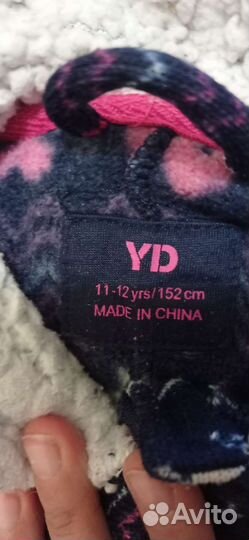 YD
11-12 yrs/152 cm
MADE IN CHINA
Avito